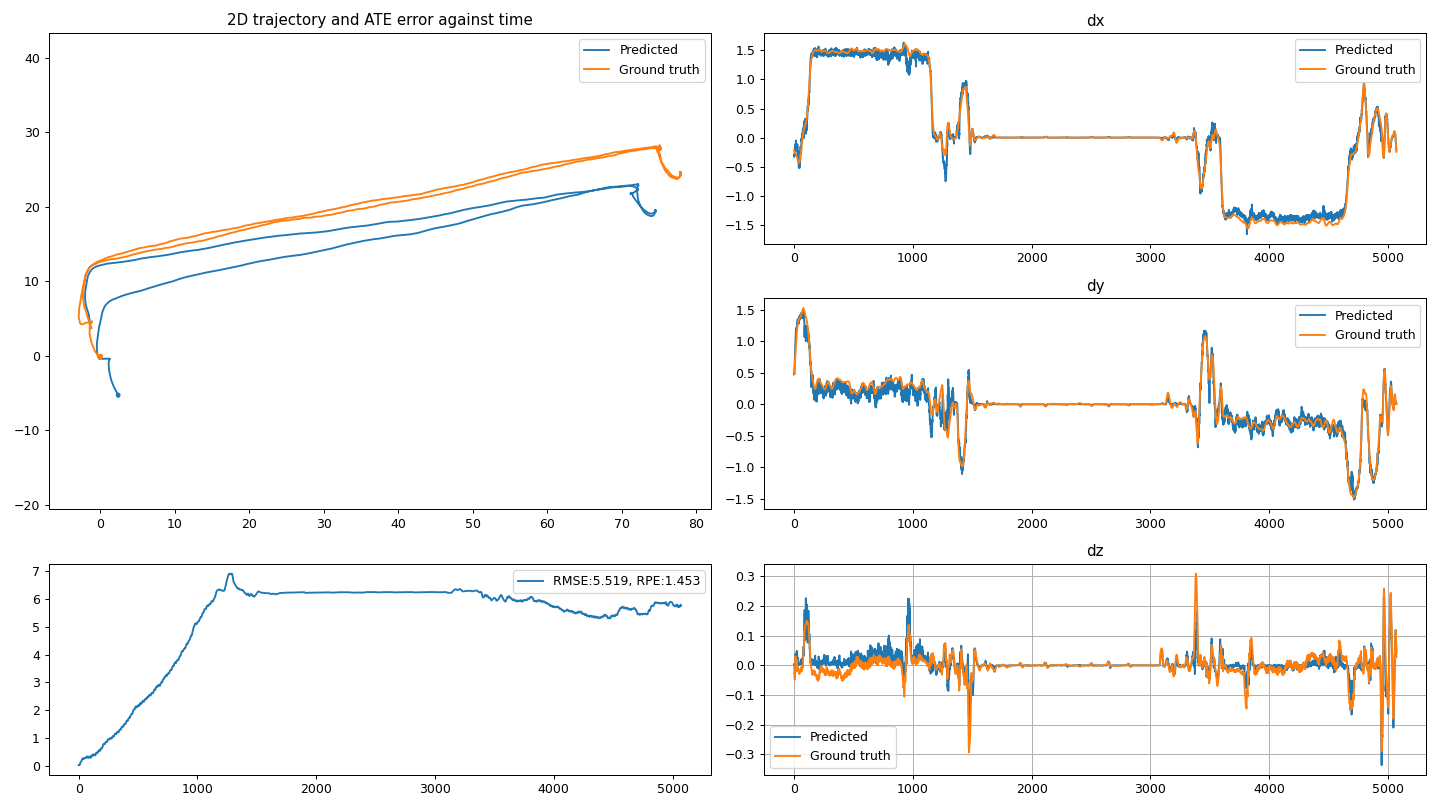 2D trajectory and ATE error against time
Predicted
Ground truth
40
30
20
10
0
−10
−20
0 10 20 30 40 50 60 70 80
RMSE:5.519, RPE:1.453
7
6
5
4
3
2
1
0
0 1000 2000 3000 4000 5000
dx
Predicted
Ground truth
1.5
1.0
0.5
0.0
−0.5
−1.0
−1.5
0 1000 2000 3000 4000 5000
dy
Predicted
Ground truth
1.5
1.0
0.5
0.0
−0.5
−1.0
−1.5
0 1000 2000 3000 4000 5000
dz
0.3
0.2
0.1
0.0
−0.1
−0.2
−0.3
Predicted
Ground truth
0 1000 2000 3000 4000 5000